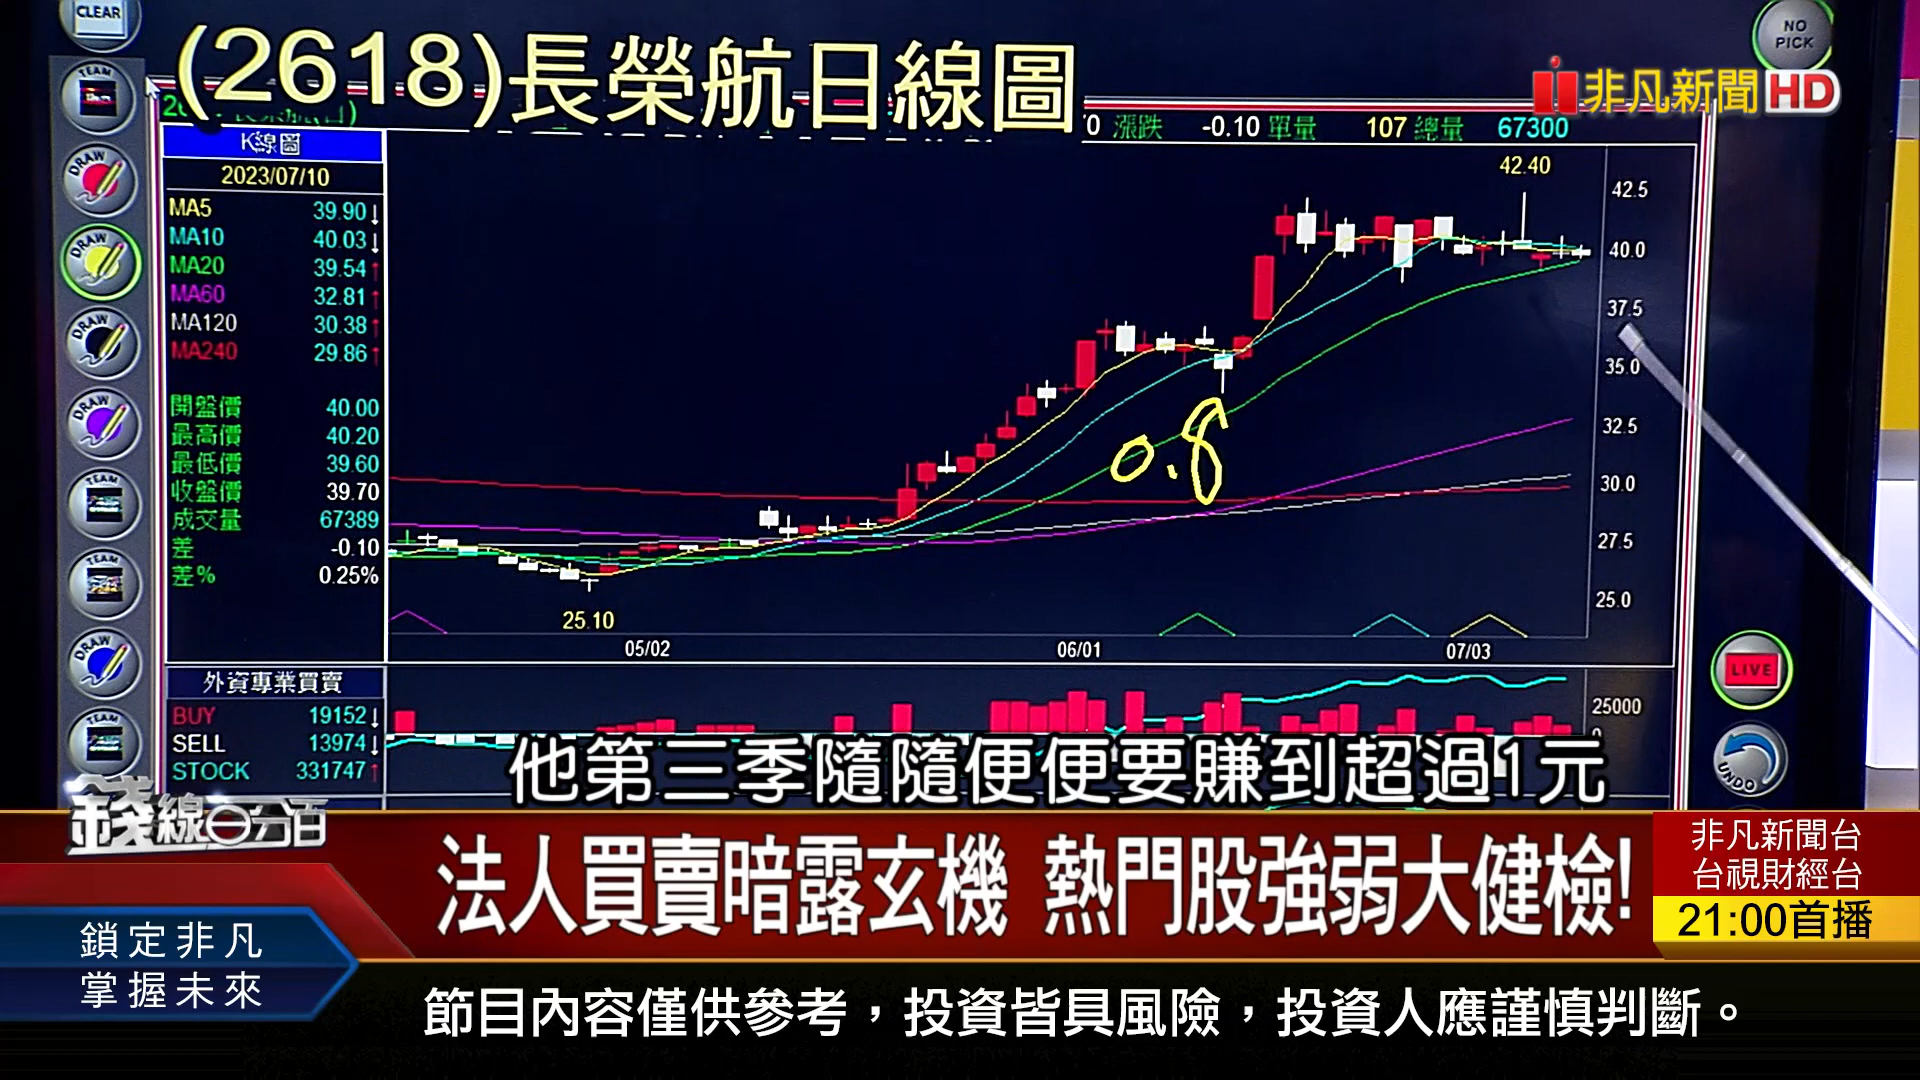 CLEAR
NO
PICK
(2618)長榮航日線圖
非凡新聞HD
漲跌 -0.10 單量 107 總量 67300
K線圖
2023/07/10
MA5 39.90↓
MA10 40.03↓
MA20 39.54↑
MA60 32.81↑
MA120 30.38↑
MA240 29.86↑
開盤價 40.00
最高價 40.20
最低價 39.60
收盤價 39.70
成交量 67389
差 -0.10
差% 0.25%
42.40
42.5
40.0
37.5
35.0
32.5
30.0
27.5
25.0
0.8
25.10
05/02 06/01 07/03
外資專業買賣
BUY 19152↓
SELL 13974↓
STOCK 331747↑
25000
0
TEAM
DRAW
DRAW
DRAW
DRAW
TEAM
TEAM
DRAW
TEAM
LIVE
UNDO
他第三季隨隨便便要賺到超過1元
錢線百分百
法人買賣暗露玄機 熱門股強弱大健檢!
非凡新聞台
台視財經台
21:00首播
鎖定非凡
掌握未來
節目內容僅供參考，投資皆具風險，投資人應謹慎判斷。